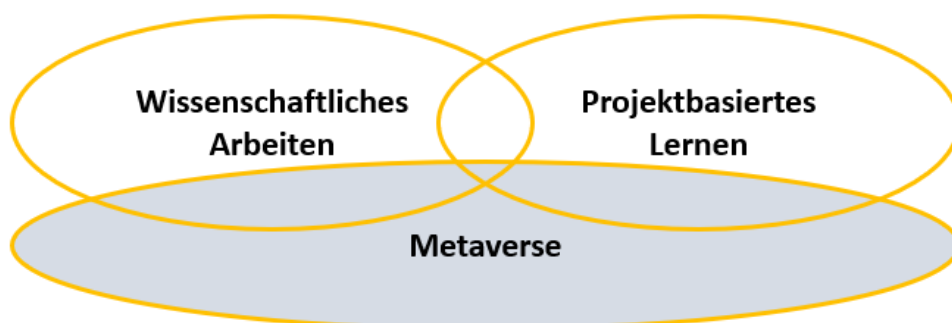 Wissenschaftliches
Arbeiten
Projektbasiertes
Lernen
Metaverse